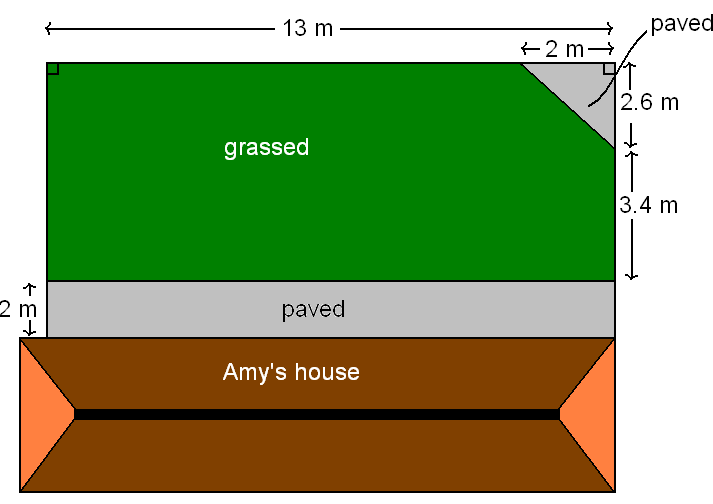 13 m
paved
2 m
2.6 m
grassed
3.4 m
2 m
paved
Amy's house